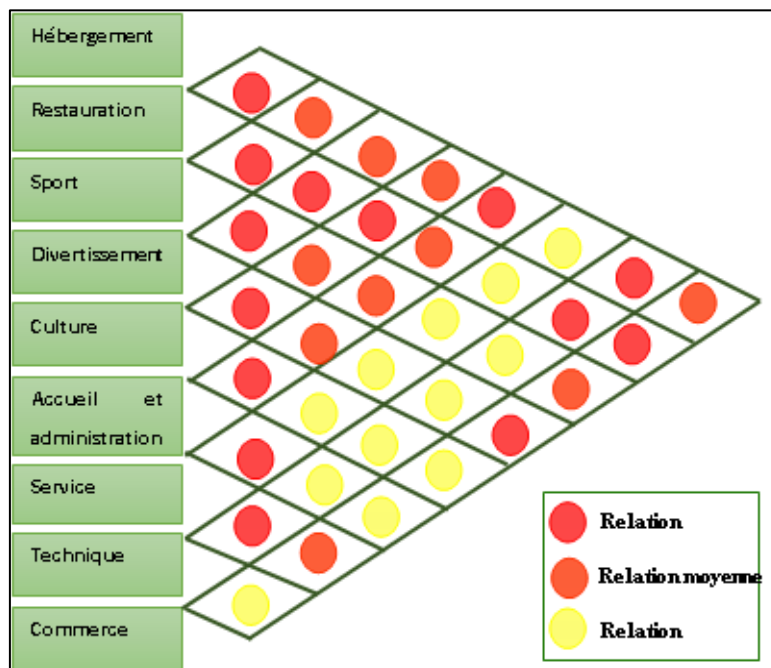 Hébergement
Restauration
Sport
Divertissement
Culture
Accueil et
administration
Service
Technique
Commerce
Relation
Relation moyenne
Relation